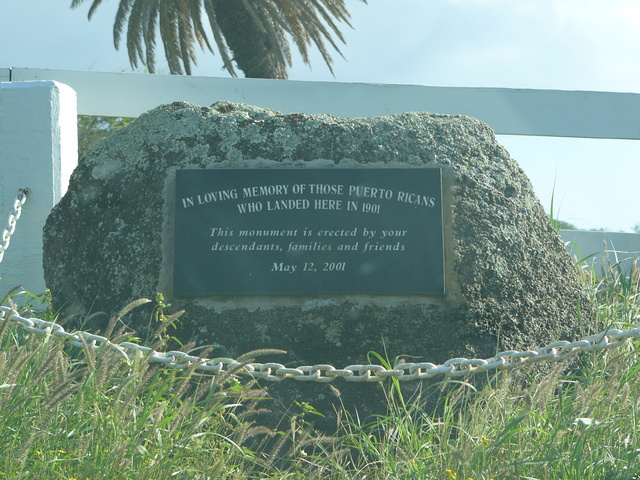 IN LOVING MEMORY OF THOSE PUERTO RICANS
WHO LANDED HERE IN 1901
This monument is erected by your
descendants, families and friends
May 12, 2001